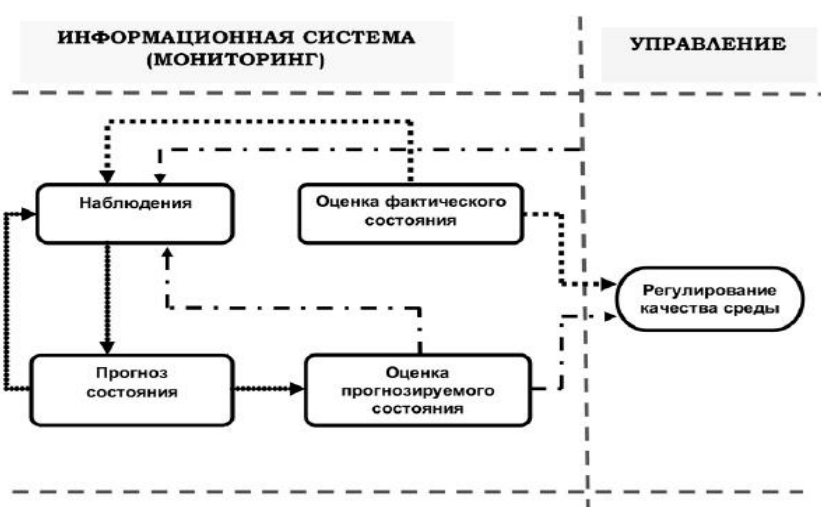 ИНФОРМАЦИОННАЯ СИСТЕМА
(МОНИТОРИНГ)
УПРАВЛЕНИЕ
Наблюдения
Оценка фактического
состояния
Регулирование
качества среды
Прогноз
состояния
Оценка
прогнозируемого
состояния